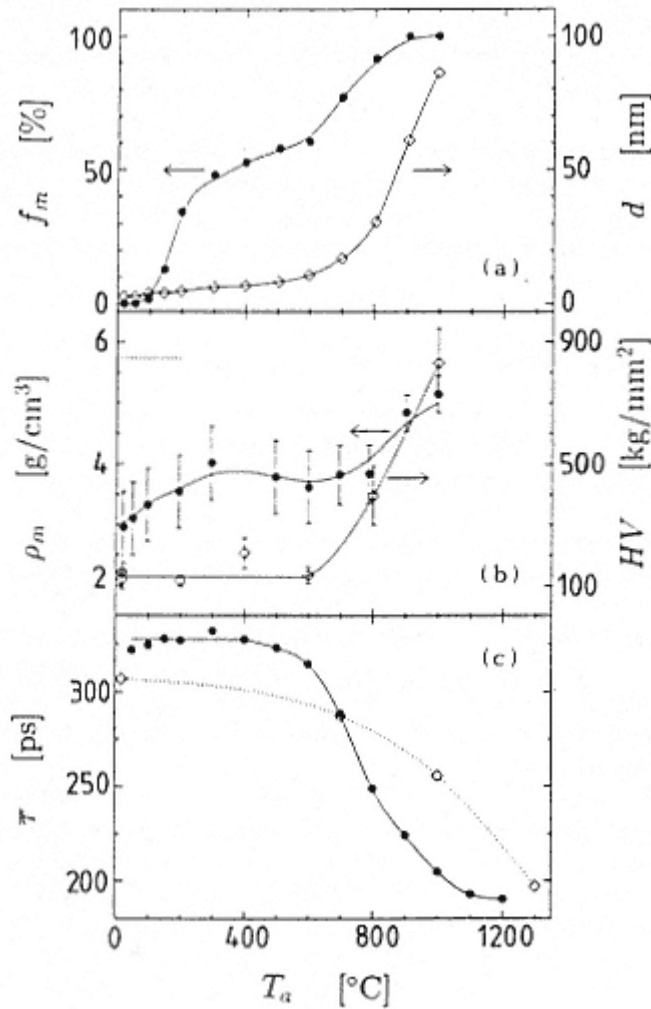 100
50
0
f_m [%]
100
50
0
d [nm]
(a)
6
4
2
ρ_m [g/cm³]
900
500
100
HV [kg/mm²]
(b)
300
250
200
τ̄ [ps]
(c)
0 400 800 1200
T_a [°C]